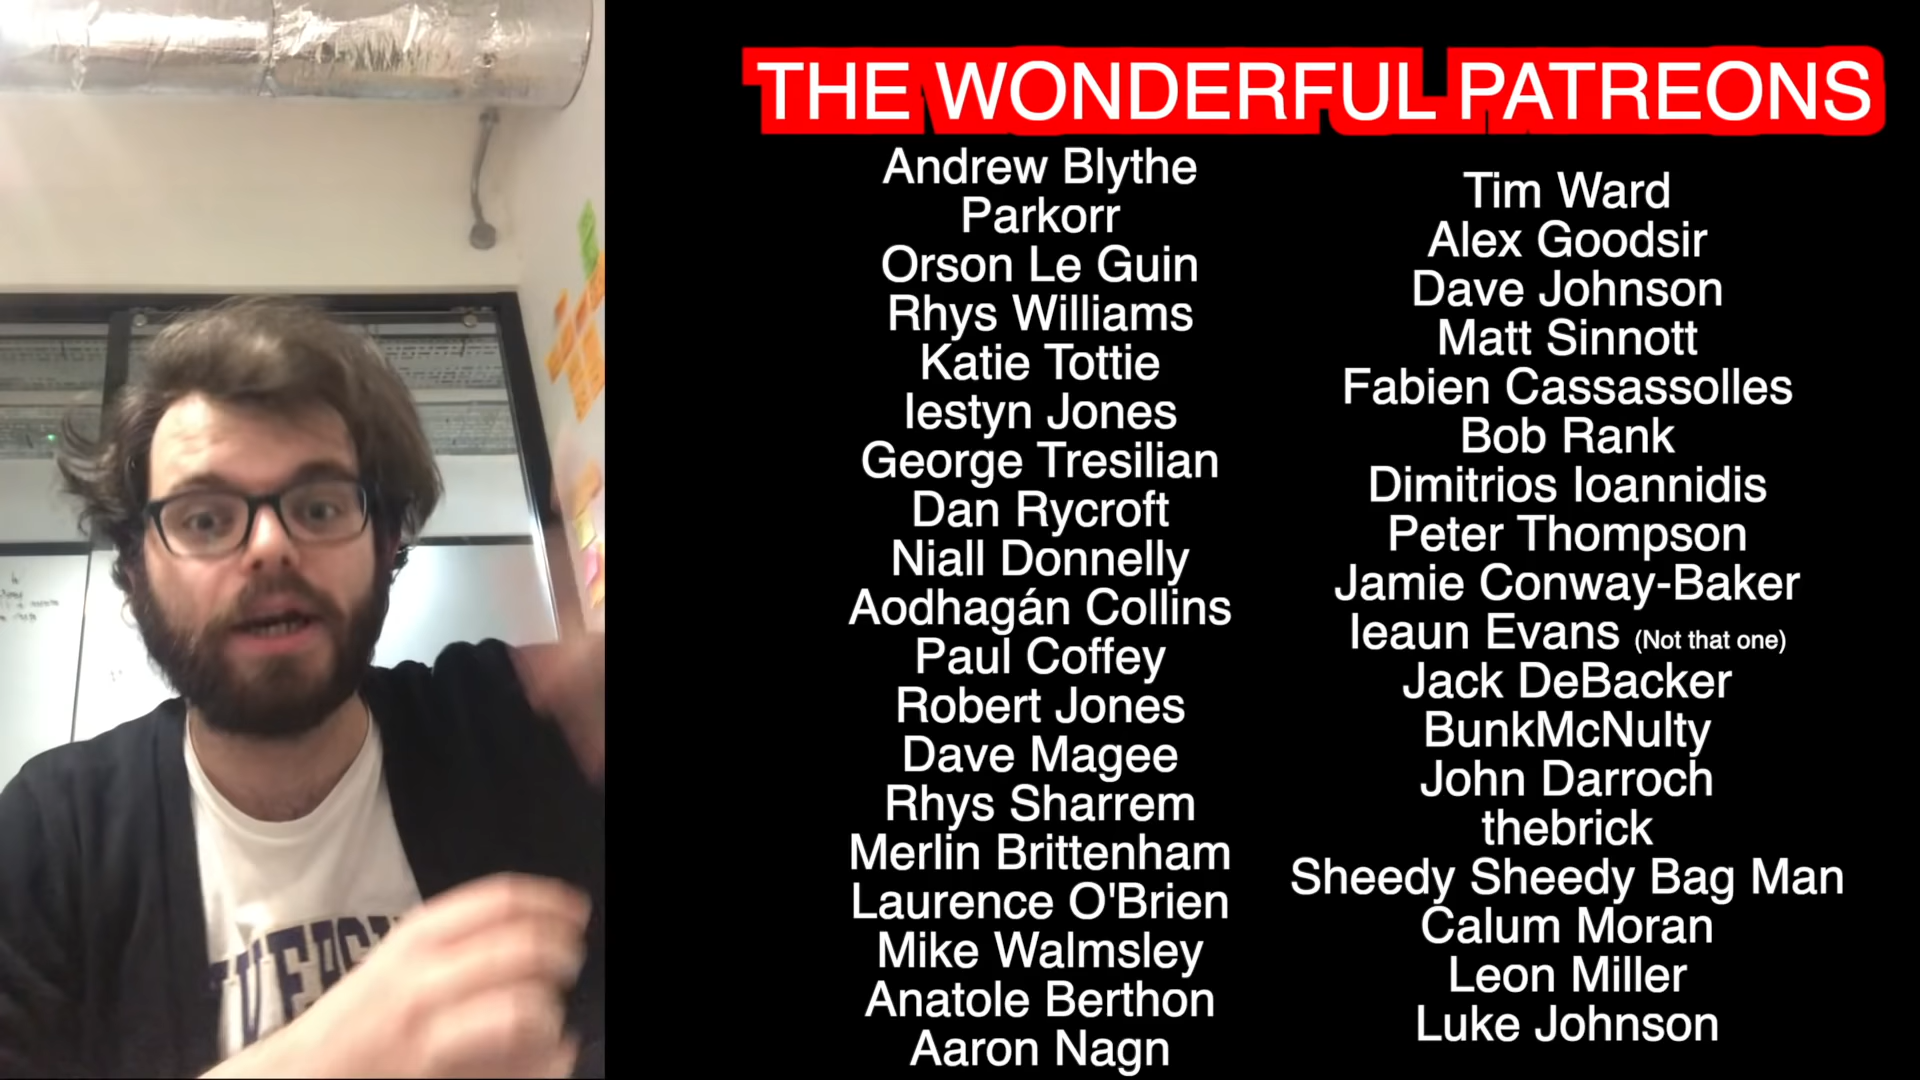 THE WONDERFUL PATREONS
Andrew Blythe
Parkorr
Orson Le Guin
Rhys Williams
Katie Tottie
Iestyn Jones
George Tresilian
Dan Rycroft
Niall Donnelly
Aodhagán Collins
Paul Coffey
Robert Jones
Dave Magee
Rhys Sharrem
Merlin Brittenham
Laurence O'Brien
Mike Walmsley
Anatole Berthon
Aaron Nagn
Tim Ward
Alex Goodsir
Dave Johnson
Matt Sinnott
Fabien Cassassolles
Bob Rank
Dimitrios Ioannidis
Peter Thompson
Jamie Conway-Baker
Ieaun Evans (Not that one)
Jack DeBacker
BunkMcNulty
John Darroch
thebrick
Sheedy Sheedy Bag Man
Calum Moran
Leon Miller
Luke Johnson